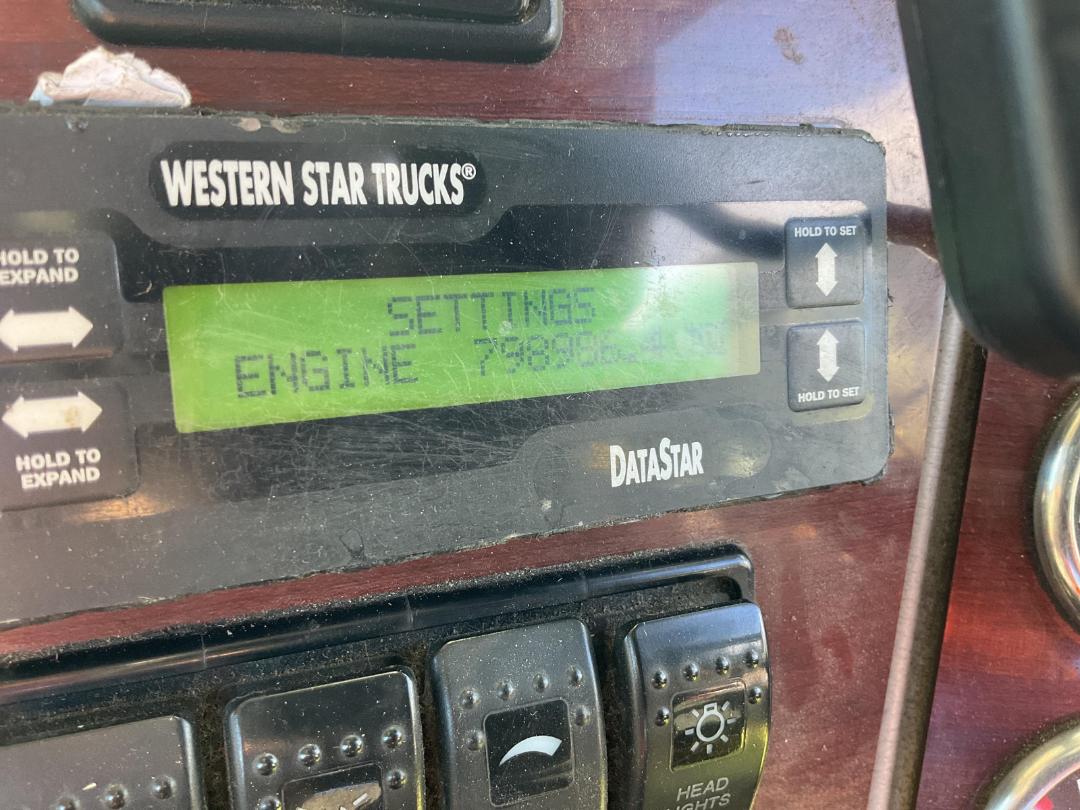 WESTERN STAR TRUCKS®
HOLD TO
EXPAND
HOLD TO SET
SETTINGS
ENGINE
HOLD TO SET
HOLD TO
EXPAND
DATASTAR
HEAD